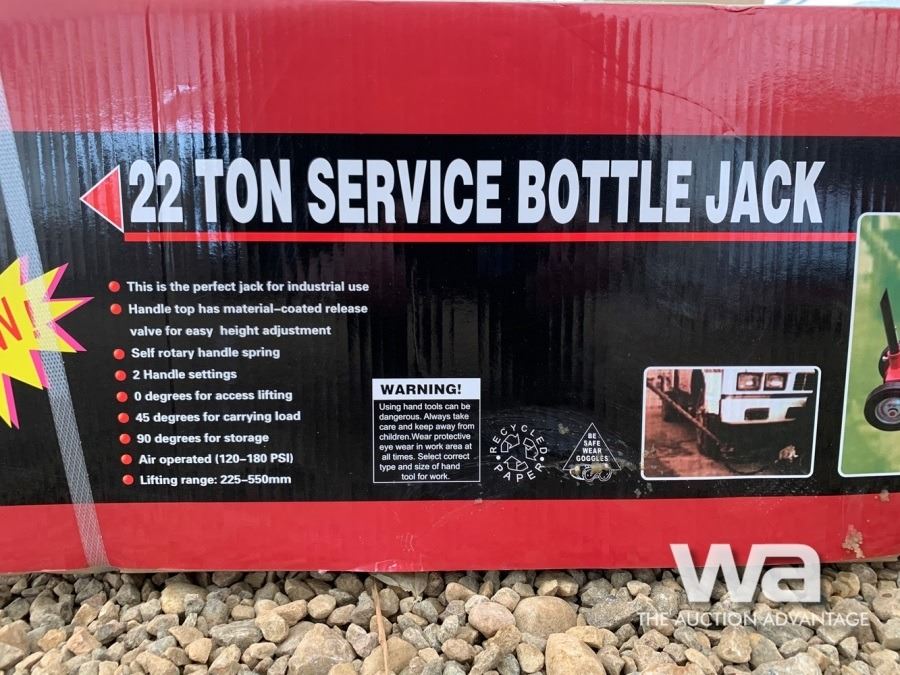 22 TON SERVICE BOTTLE JACK
This is the perfect jack for industrial use
Handle top has material-coated release
valve for easy height adjustment
Self rotary handle spring
2 Handle settings
0 degrees for access lifting
45 degrees for carrying load
90 degrees for storage
Air operated (120-180 PSI)
Lifting range: 225-550mm
WARNING!
Using hand tools can be
dangerous. Always take
care and keep away from
children.Wear protective
eye wear in work area at
all times. Select correct
type and size of hand
tool for work.
RECYCLED
PAPER
BE
SAFE
WEAR
GOGGLES
wa
THE AUCTION ADVANTAGE